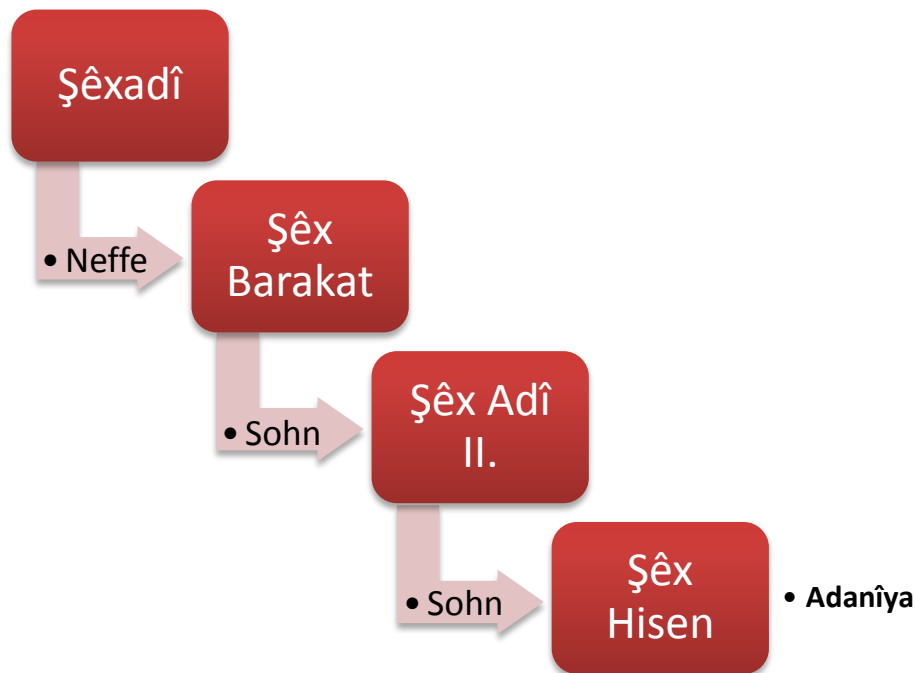 Şêxadî
• Neffe
Şêx
Barakat
• Sohn
Şêx Adî
II.
• Sohn
Şêx
Hisen
• Adanîya